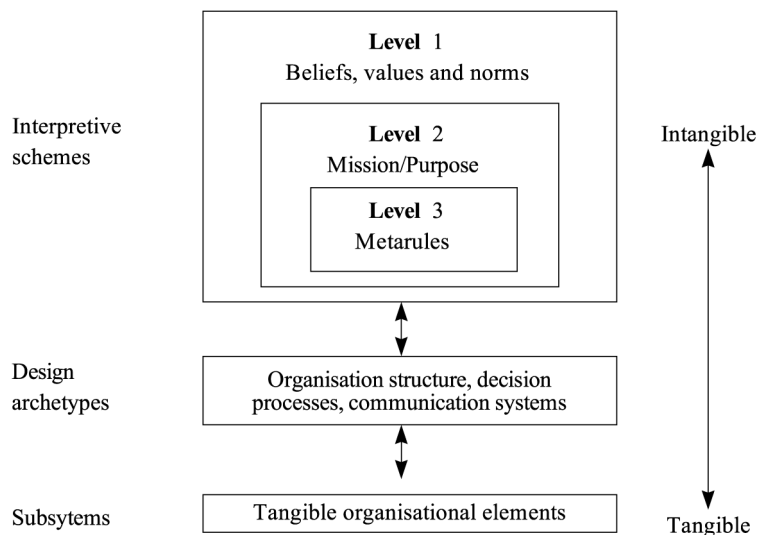 Level 1
Beliefs, values and norms
Interpretive
schemes
Level 2
Mission/Purpose
Level 3
Metarules
Intangible
Design
archetypes
Organisation structure, decision
processes, communication systems
Subsytems
Tangible organisational elements
Tangible